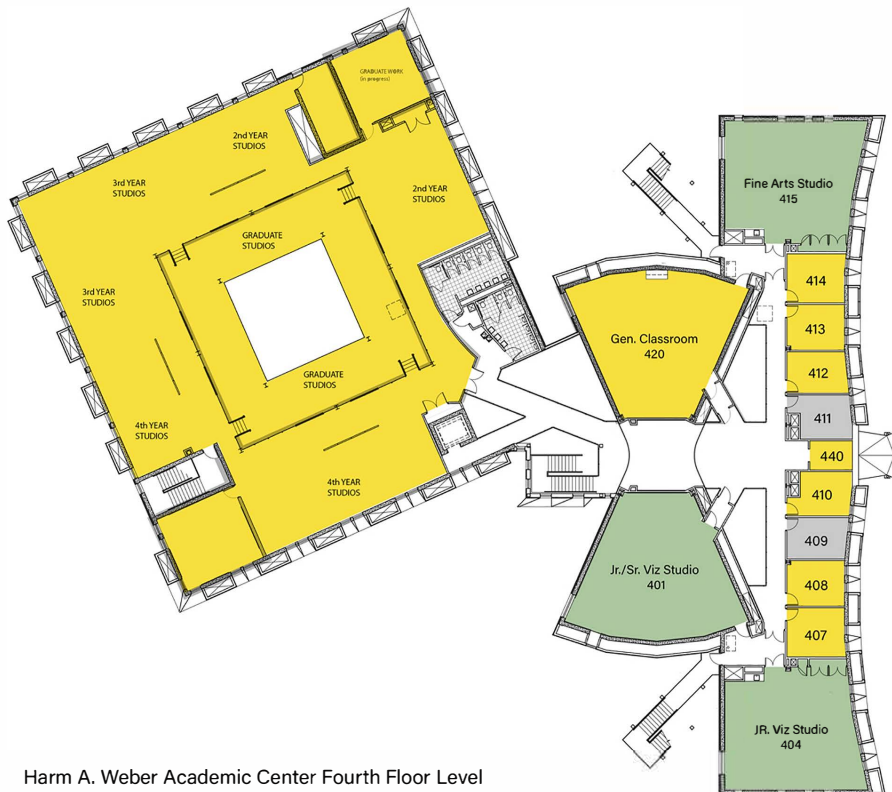 GRADUATE WORK
(in progress)
2nd YEAR
STUDIOS
3rd YEAR
STUDIOS
2nd YEAR
STUDIOS
GRADUATE
STUDIOS
3rd YEAR
STUDIOS
GRADUATE
STUDIOS
4th YEAR
STUDIOS
4th YEAR
STUDIOS
Fine Arts Studio
415
414
413
Gen. Classroom
420
412
411
440
410
409
Jr./Sr. Viz Studio
401
408
407
JR. Viz Studio
404
Harm A. Weber Academic Center Fourth Floor Level